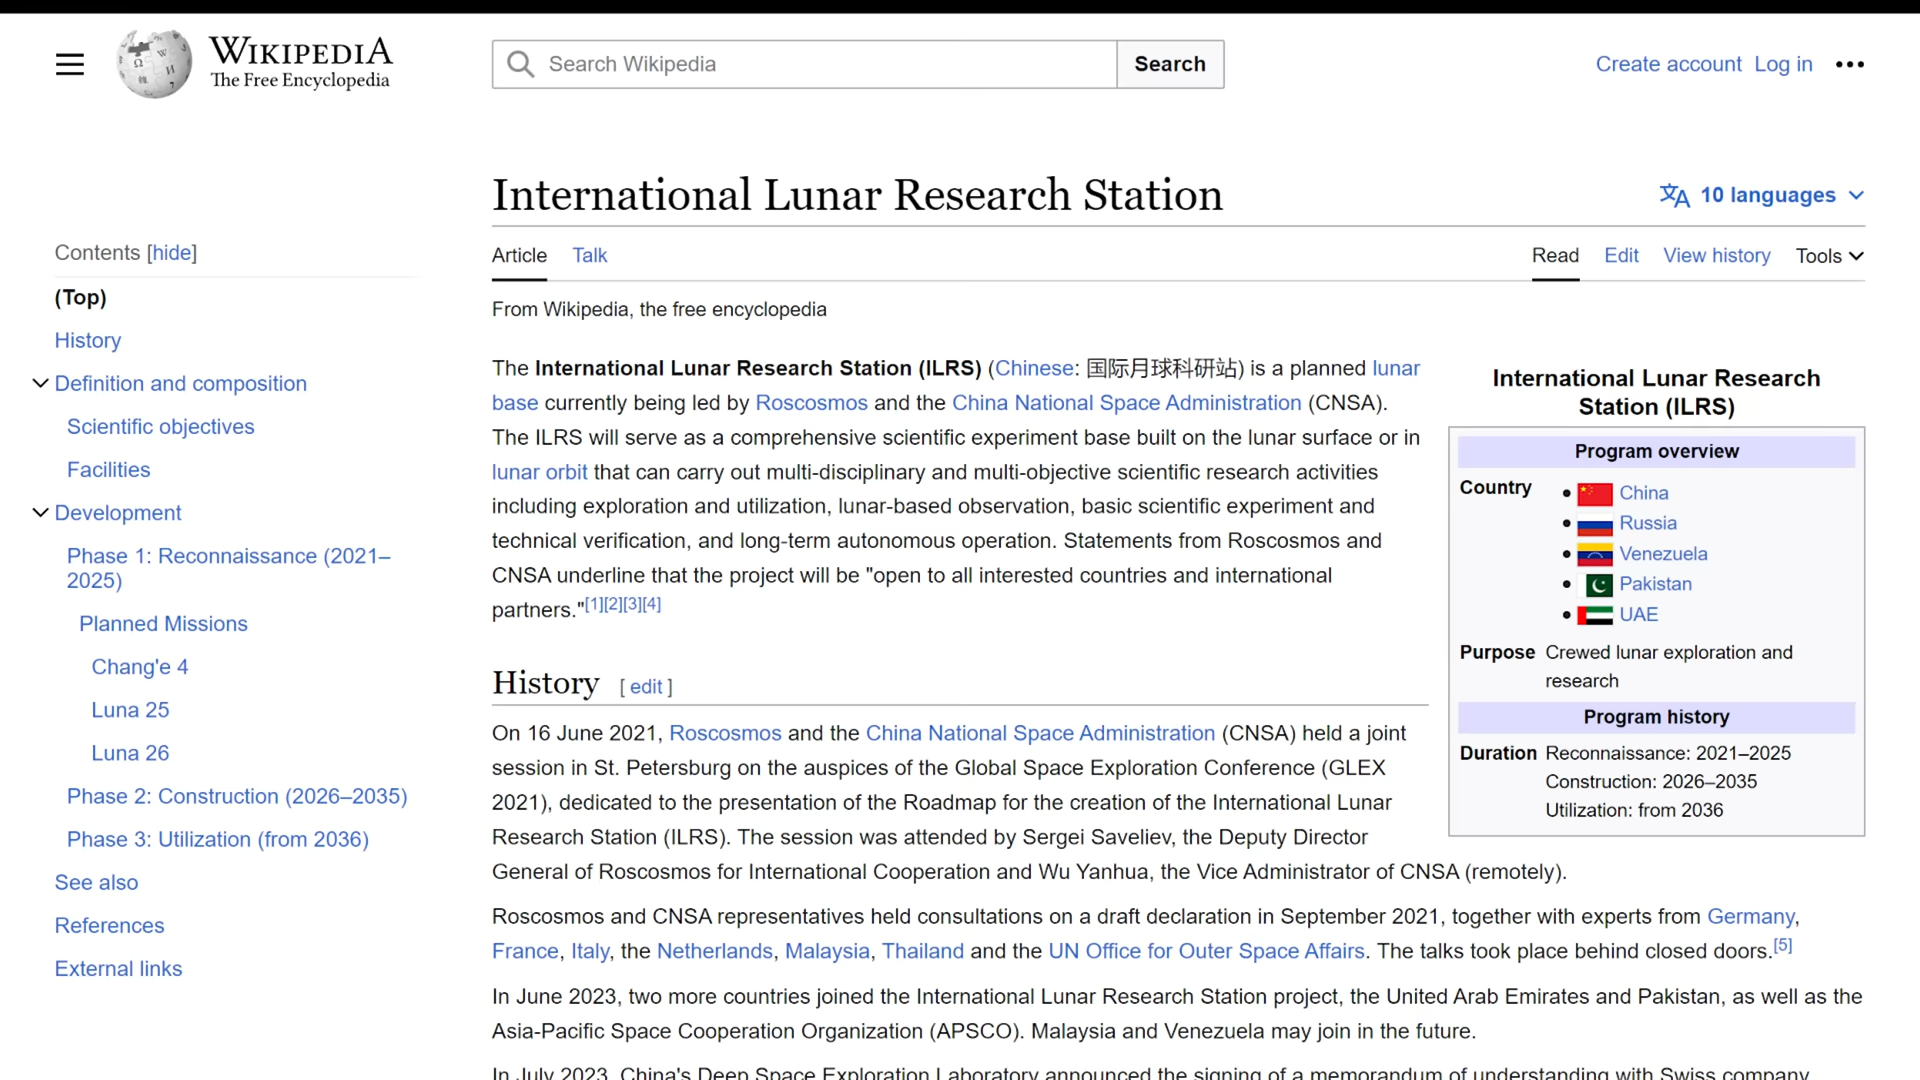 WIKIPEDIA
The Free Encyclopedia
Search Wikipedia
Search
Create account
Log in
International Lunar Research Station
10 languages
Article
Talk
Read
Edit
View history
Tools
From Wikipedia, the free encyclopedia
Contents [hide]
(Top)
History
Definition and composition
Scientific objectives
Facilities
Development
Phase 1: Reconnaissance (2021–
2025)
Planned Missions
Chang'e 4
Luna 25
Luna 26
Phase 2: Construction (2026–2035)
Phase 3: Utilization (from 2036)
See also
References
External links
The International Lunar Research Station (ILRS) (Chinese: 国际月球科研站) is a planned lunar
base currently being led by Roscosmos and the China National Space Administration (CNSA).
The ILRS will serve as a comprehensive scientific experiment base built on the lunar surface or in
lunar orbit that can carry out multi-disciplinary and multi-objective scientific research activities
including exploration and utilization, lunar-based observation, basic scientific experiment and
technical verification, and long-term autonomous operation. Statements from Roscosmos and
CNSA underline that the project will be "open to all interested countries and international
partners."[1][2][3][4]
International Lunar Research
Station (ILRS)
Program overview
Country
China
Russia
Venezuela
Pakistan
UAE
Purpose Crewed lunar exploration and
research
Program history
Duration Reconnaissance: 2021–2025
Construction: 2026–2035
Utilization: from 2036
History [ edit ]
On 16 June 2021, Roscosmos and the China National Space Administration (CNSA) held a joint
session in St. Petersburg on the auspices of the Global Space Exploration Conference (GLEX
2021), dedicated to the presentation of the Roadmap for the creation of the International Lunar
Research Station (ILRS). The session was attended by Sergei Saveliev, the Deputy Director
General of Roscosmos for International Cooperation and Wu Yanhua, the Vice Administrator of CNSA (remotely).
Roscosmos and CNSA representatives held consultations on a draft declaration in September 2021, together with experts from Germany,
France, Italy, the Netherlands, Malaysia, Thailand and the UN Office for Outer Space Affairs. The talks took place behind closed doors.[5]
In June 2023, two more countries joined the International Lunar Research Station project, the United Arab Emirates and Pakistan, as well as the
Asia-Pacific Space Cooperation Organization (APSCO). Malaysia and Venezuela may join in the future.
In July 2023, China's Deep Space Exploration Laboratory announced the signing of a memorandum of understanding with Swiss company